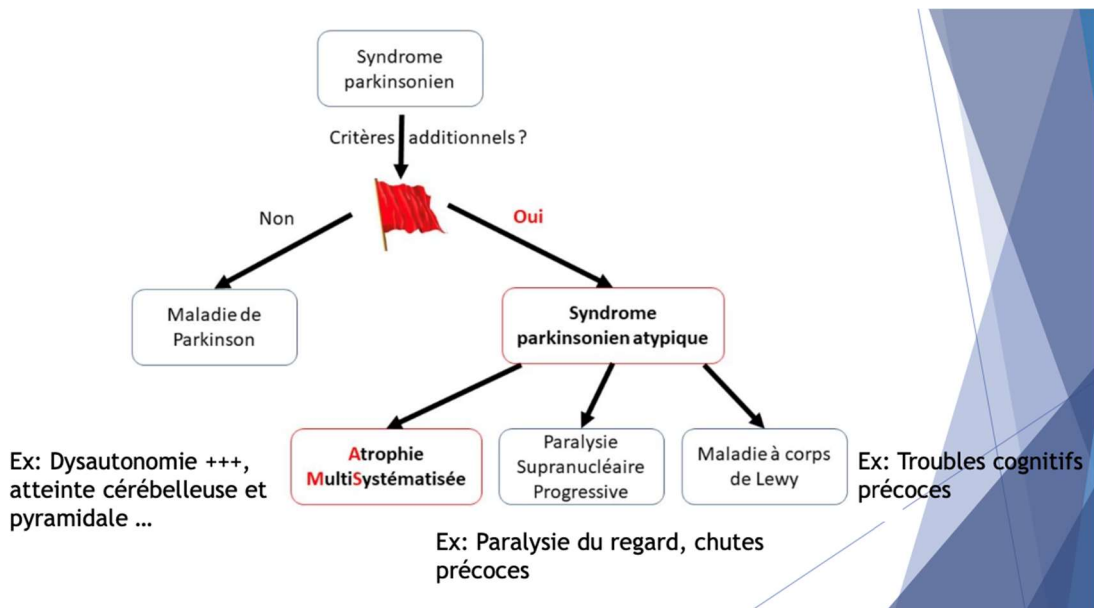 Syndrome
parkinsonien
Critères additionnels ?
Non
Oui
Maladie de
Parkinson
Syndrome
parkinsonien atypique
Atrophie
MultiSystématisée
Paralysie
Supranucléaire
Progressive
Maladie à corps
de Lewy
Ex: Dysautonomie +++,
atteinte cérébelleuse et
pyramidale ...
Ex: Troubles cognitifs
précoces
Ex: Paralysie du regard, chutes
précoces